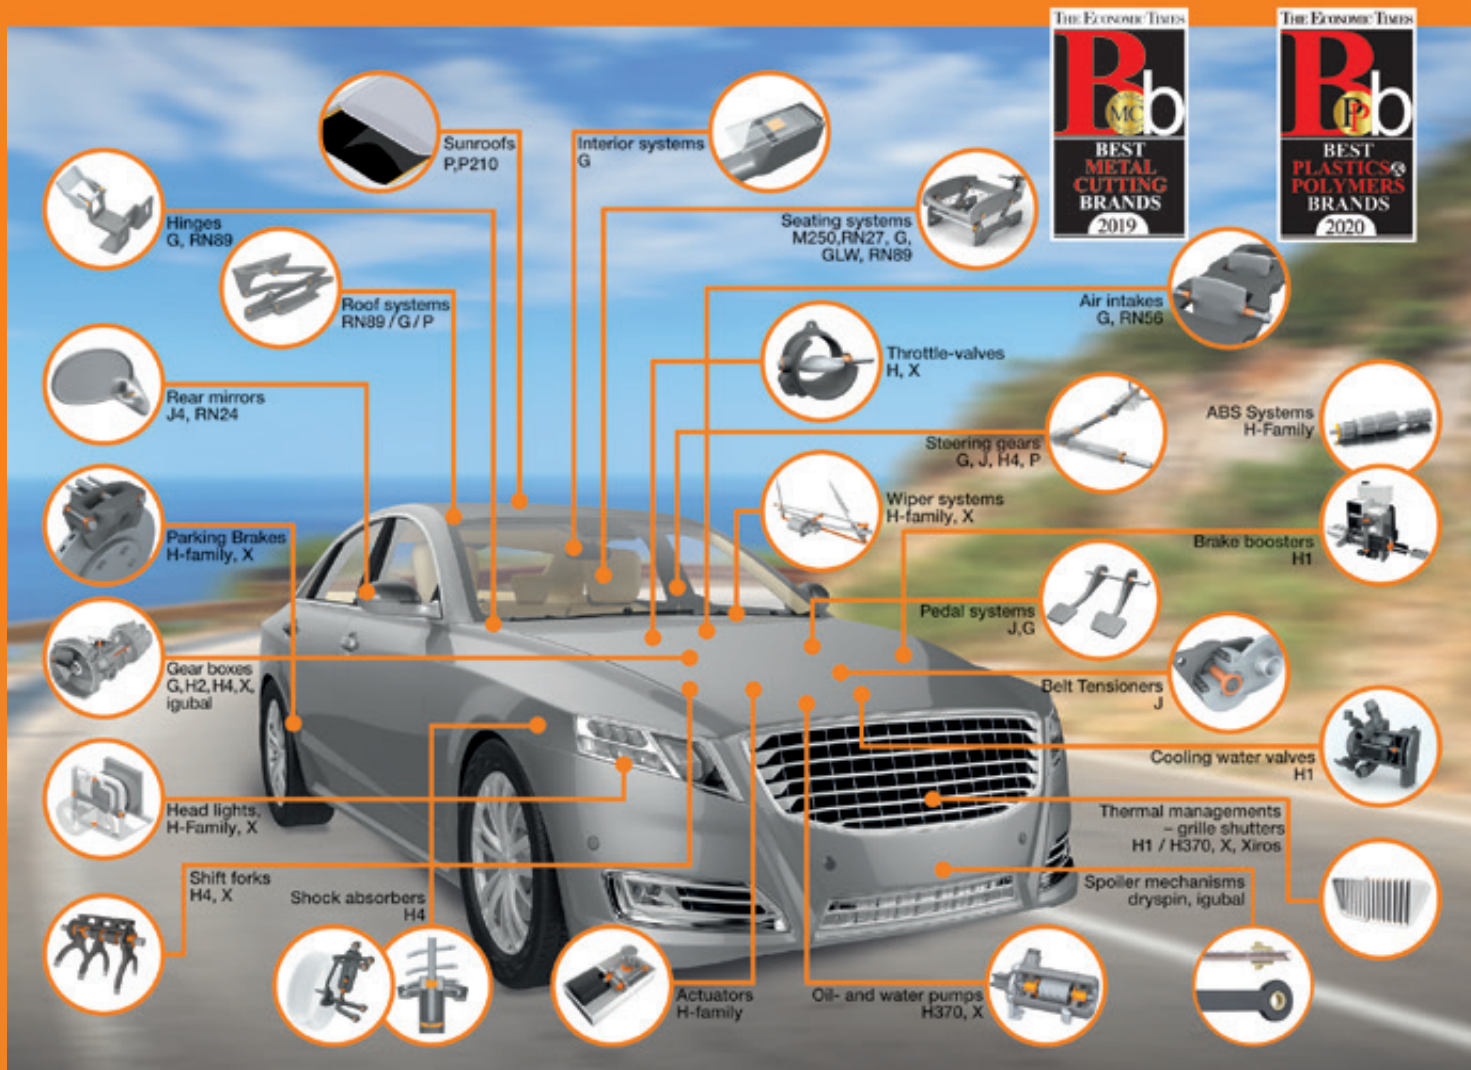 THE ECONOMIC TIMES
Bb
MC
BEST
METAL
CUTTING
BRANDS
2019
THE ECONOMIC TIMES
Bb
PP
BEST
PLASTICS &
POLYMERS
BRANDS
2020
Sunroofs
P,P210
Interior systems
G
Hinges
G, RN89
Seating systems
M250,RN27, G,
GLW, RN89
Roof systems
RN89 / G / P
Air intakes
G, RN56
Throttle-valves
H, X
Rear mirrors
J4, RN24
ABS Systems
H-Family
Steering gears
G, J, H4, P
Wiper systems
H-family, X
Parking Brakes
H-family, X
Brake boosters
H1
Pedal systems
J,G
Gear boxes
G,H2,H4,X,
igubal
Belt Tensioners
J
Cooling water valves
H1
Head lights,
H-Family, X
Thermal managements
– grille shutters
H1 / H370, X, Xiros
Shift forks
H4, X
Shock absorbers
H4
Spoiler mechanisms
dryspin, igubal
Actuators
H-family
Oil- and water pumps
H370, X